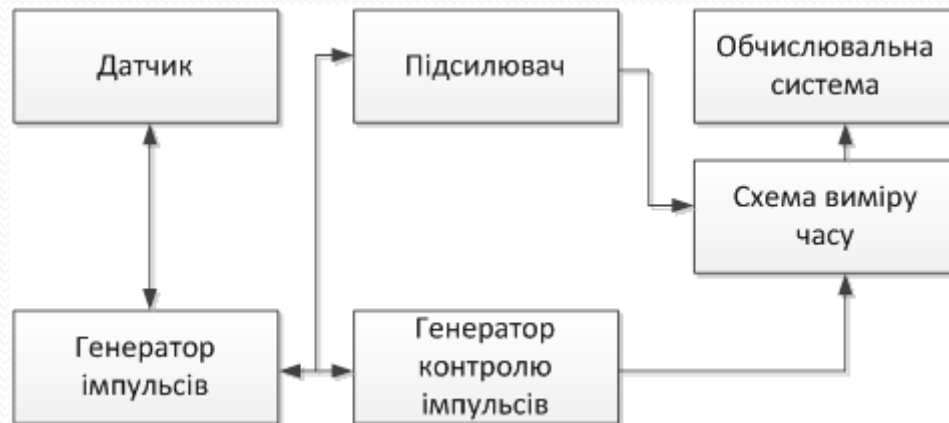 Датчик
Підсилювач
Обчислювальна
система
Схема виміру
часу
Генератор
імпульсів
Генератор
контролю
імпульсів